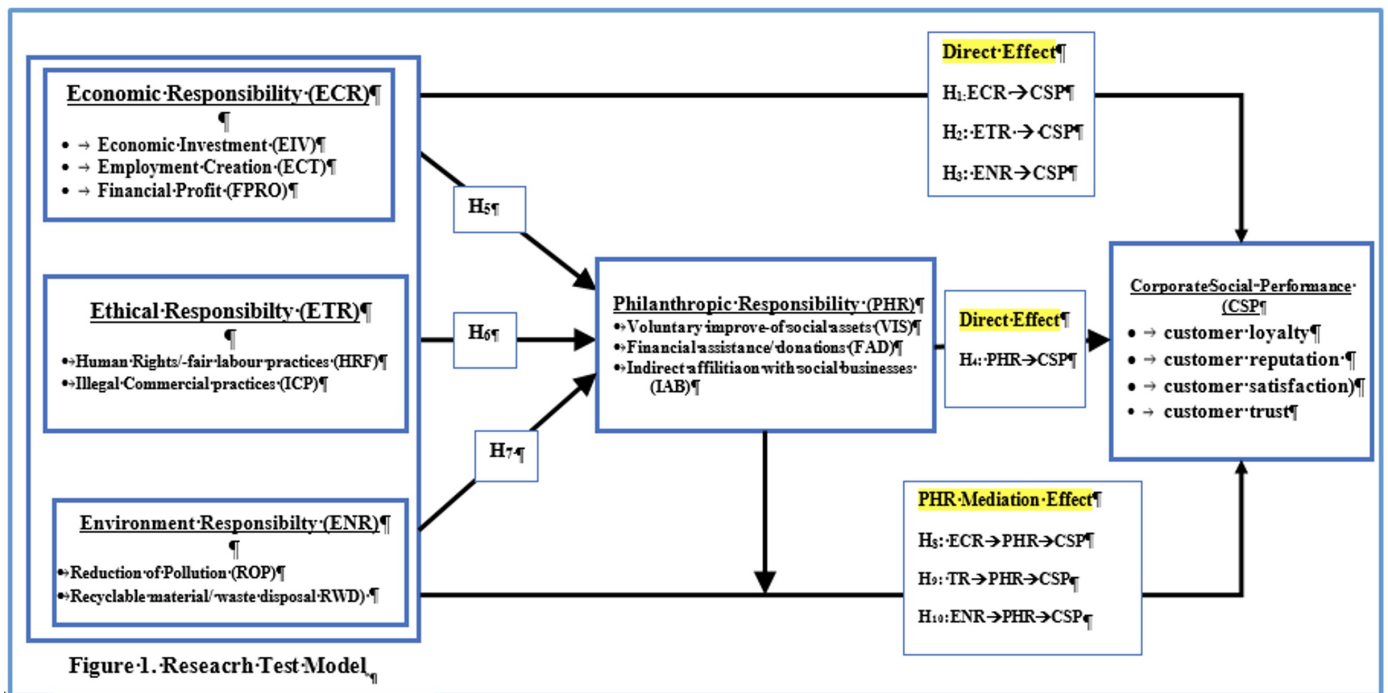 Economic·Responsibility·(ECR)¶
¶
• → Economic·Investment·(EIV)¶
• → Employment·Creation·(ECT)¶
• → Financial·Profit·(FPRO)¶
Ethical·Responsibilty·(ETR)¶
¶
•→Human·Rights/·fair·labour·practices·(HRF)¶
•→Illegal·Commercial·practices·(ICP)¶
Environment·Responsibilty·(ENR)¶
¶
•→Reduction·of·Pollution·(ROP)¶
•→Recyclable·material/·waste·disposal·RWD)·¶
H₅¶
H₆¶
H₇·¶
Philanthropic·Responsibility·(PHR)¶
•→Voluntary·improve·of·social·assets·(VIS)¶
•→Financial·assistance/·donations·(FAD)¶
•→Indirect·affilitiaon·with·social·businesses·
(IAB)¶
Direct·Effect¶
H₁:ECR→CSP¶
H₂:·ETR·→·CSP¶
H₃:·ENR→CSP¶
Direct·Effect¶
H₄:·PHR→CSP¶
PHR·Mediation·Effect¶
H₈:·ECR→PHR→CSP¶
H₉:·TR→PHR→CSP¶
H₁₀:ENR→PHR→CSP¶
Corporate·Social·-Performance·
(CSP¶
• → customer·loyalty¶
• → customer·reputation·¶
• → customer·satisfaction)¶
• → customer·trust¶
Figure·1.·Reseacrh·Test·Model.¶